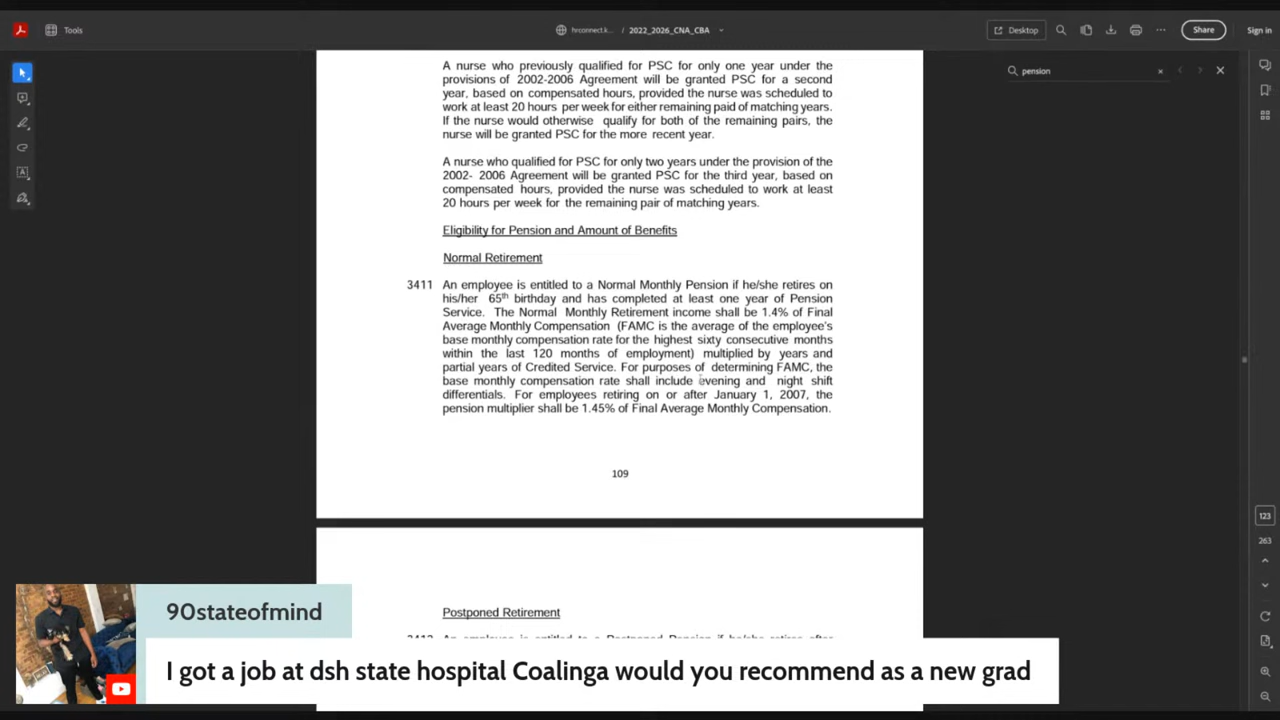 Tools
hrconnect.k... / 2022_2026_CNA_CBA
Desktop
Share
Sign in
pension
A nurse who previously qualified for PSC for only one year under the
provisions of 2002-2006 Agreement will be granted PSC for a second
year, based on compensated hours, provided the nurse was scheduled to
work at least 20 hours per week for either remaining paid of matching years.
If the nurse would otherwise qualify for both of the remaining pairs, the
nurse will be granted PSC for the more recent year.
A nurse who qualified for PSC for only two years under the provision of the
2002- 2006 Agreement will be granted PSC for the third year, based on
compensated hours, provided the nurse was scheduled to work at least
20 hours per week for the remaining pair of matching years.
Eligibility for Pension and Amount of Benefits
Normal Retirement
3411 An employee is entitled to a Normal Monthly Pension if he/she retires on
his/her 65th birthday and has completed at least one year of Pension
Service. The Normal Monthly Retirement income shall be 1.4% of Final
Average Monthly Compensation (FAMC is the average of the employee's
base monthly compensation rate for the highest sixty consecutive months
within the last 120 months of employment) multiplied by years and
partial years of Credited Service. For purposes of determining FAMC, the
base monthly compensation rate shall include evening and night shift
differentials. For employees retiring on or after January 1, 2007, the
pension multiplier shall be 1.45% of Final Average Monthly Compensation.
109
123
263
Postponed Retirement
90stateofmind
I got a job at dsh state hospital Coalinga would you recommend as a new grad